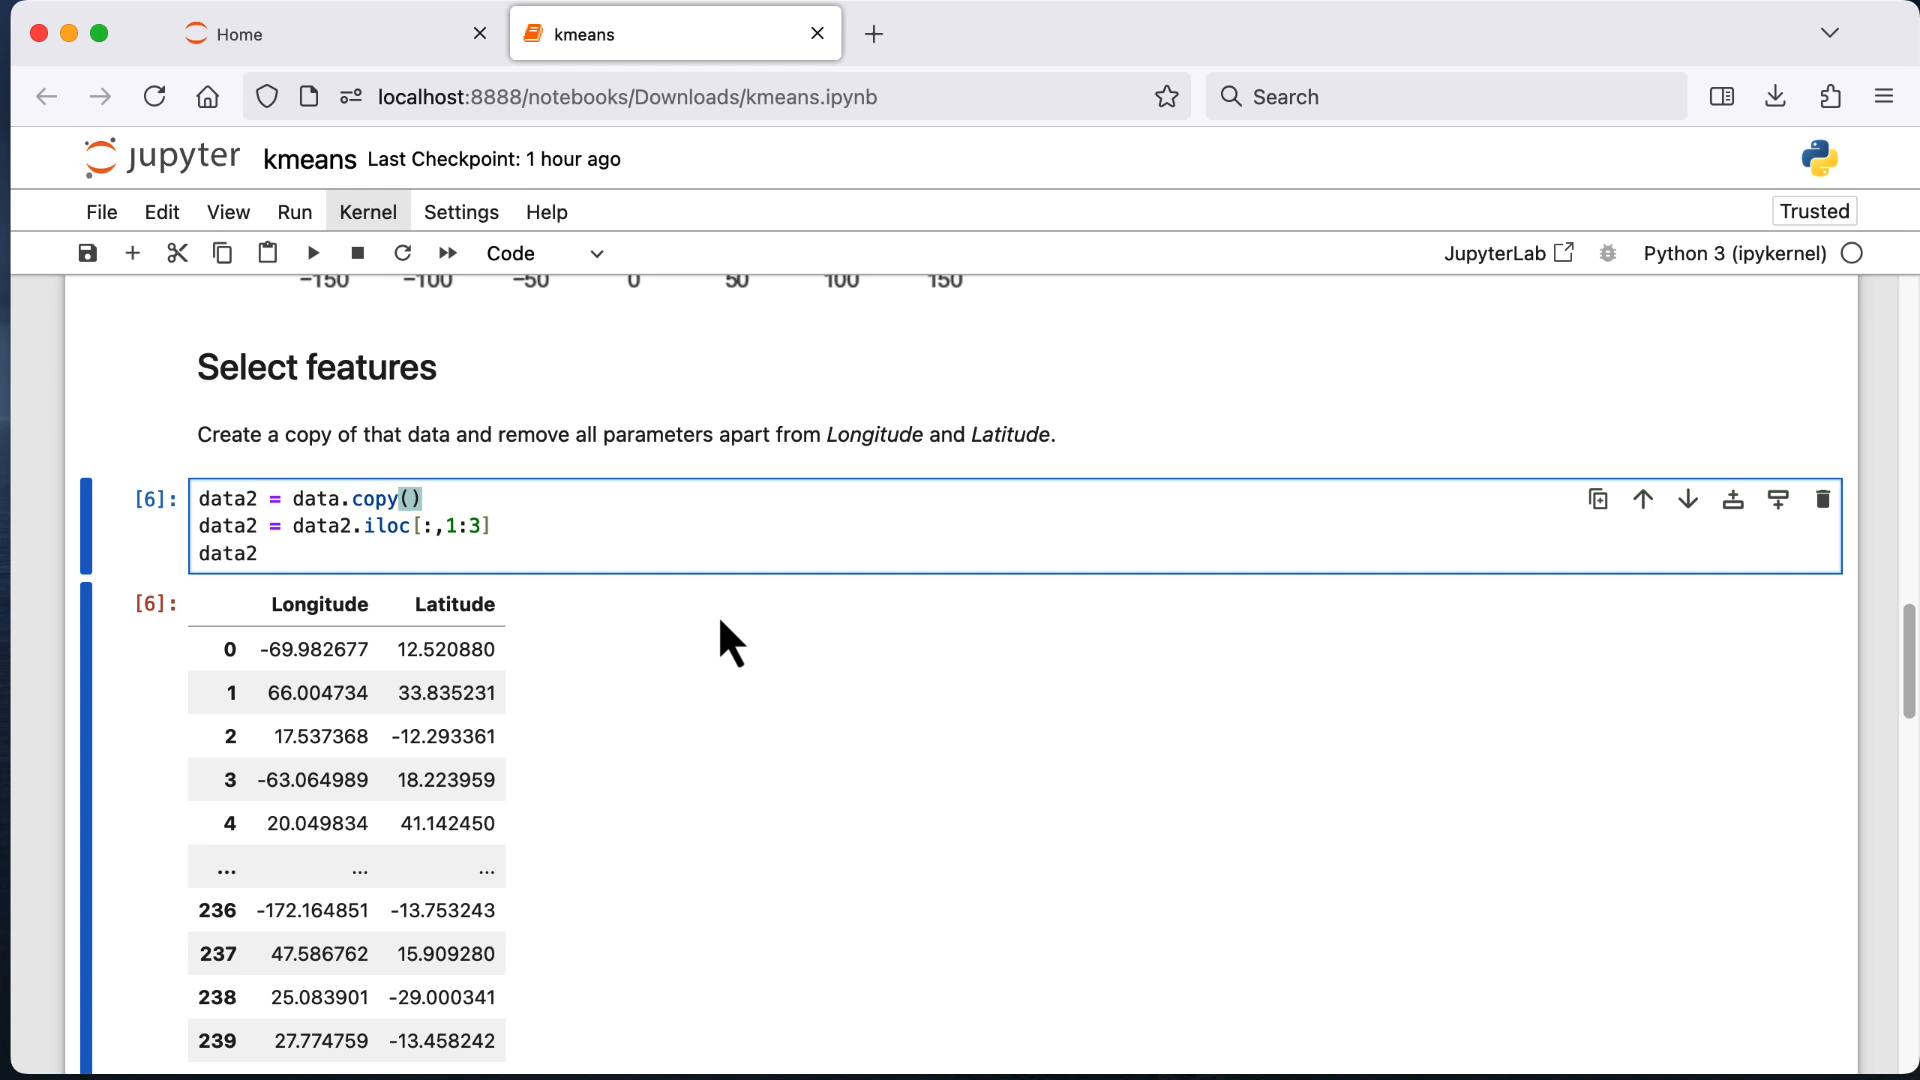 Home
kmeans
localhost:8888/notebooks/Downloads/kmeans.ipynb
Search
jupyter kmeans Last Checkpoint: 1 hour ago
File Edit View Run Kernel Settings Help
Trusted
Code
JupyterLab
Python 3 (ipykernel)
−150 −100 −50 0 50 100 150
Select features
Create a copy of that data and remove all parameters apart from Longitude and Latitude.
[6]: data2 = data.copy()
data2 = data2.iloc[:,1:3]
data2
[6]: Longitude Latitude
0 -69.982677 12.520880
1 66.004734 33.835231
2 17.537368 -12.293361
3 -63.064989 18.223959
4 20.049834 41.142450
... ... ...
236 -172.164851 -13.753243
237 47.586762 15.909280
238 25.083901 -29.000341
239 27.774759 -13.458242